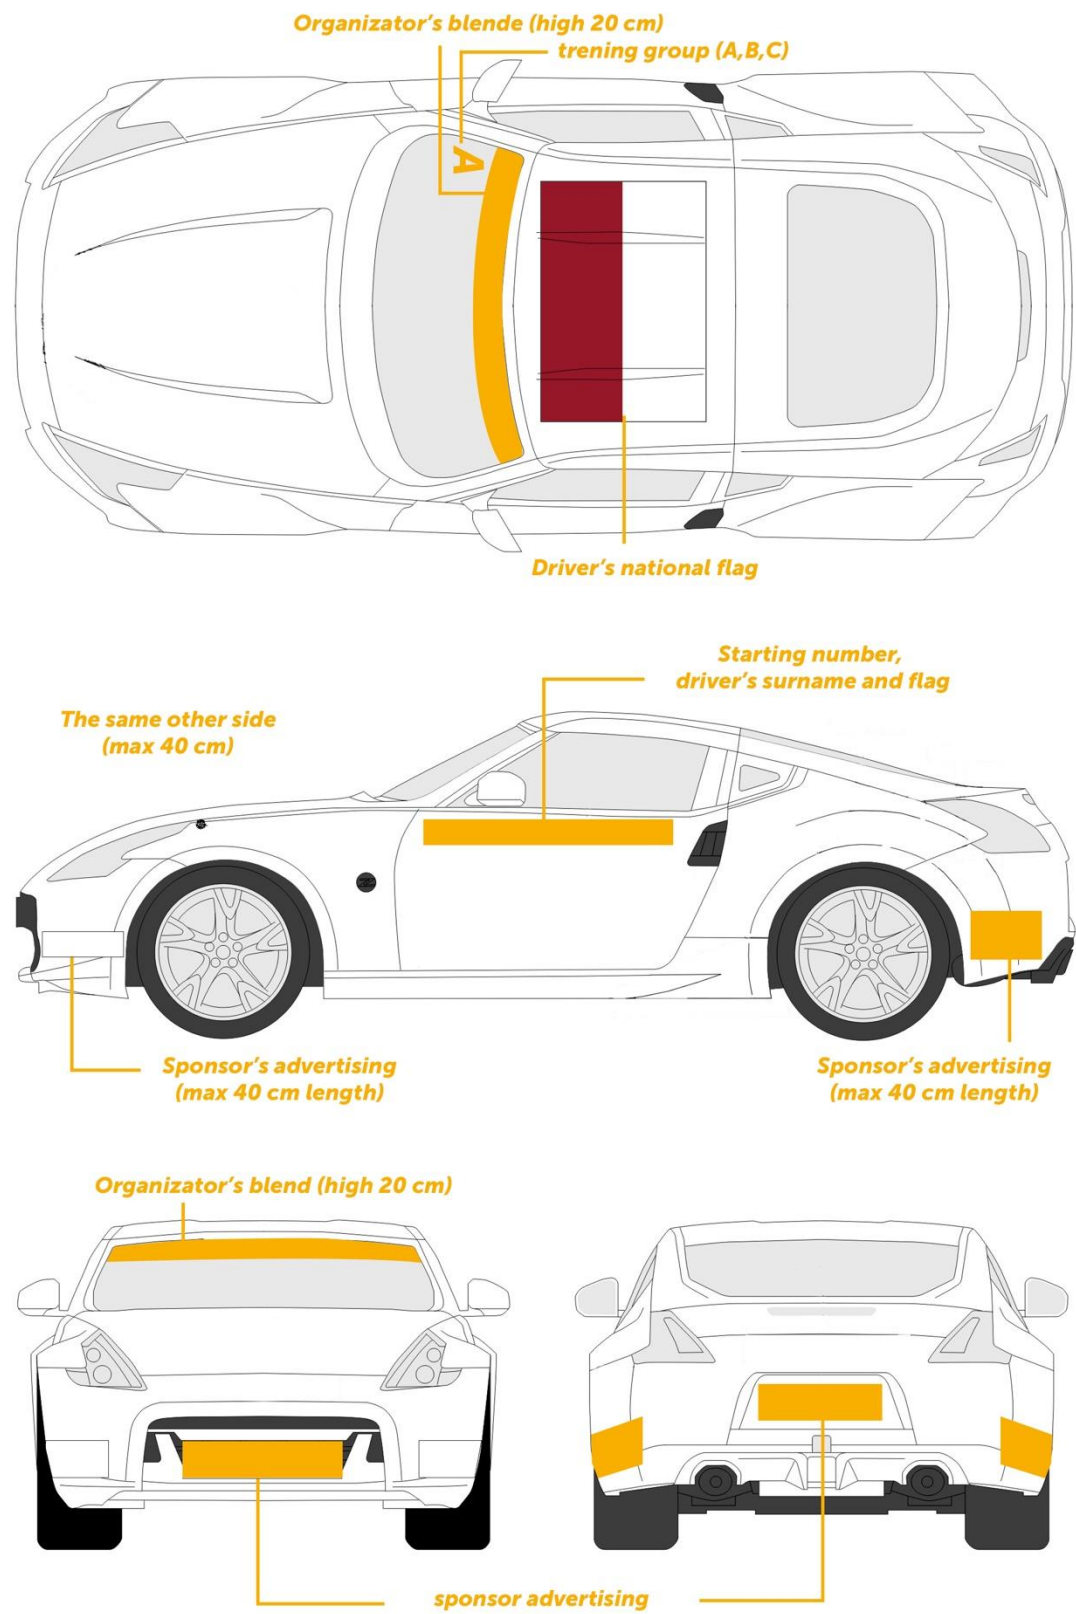 Organizator's blende (high 20 cm)
trening group (A,B,C)
A
Driver's national flag
Starting number,
driver's surname and flag
The same other side
(max 40 cm)
Sponsor's advertising
(max 40 cm length)
Sponsor's advertising
(max 40 cm length)
Organizator's blend (high 20 cm)
sponsor advertising